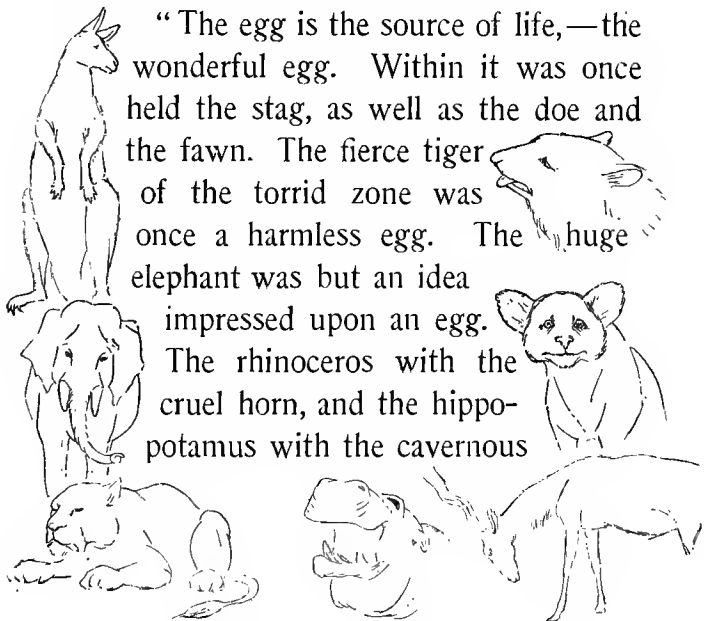 “ The egg is the source of life,—the
wonderful egg. Within it was once
held the stag, as well as the doe and
the fawn. The fierce tiger
of the torrid zone was
once a harmless egg. The huge
elephant was but an idea
impressed upon an egg.
The rhinoceros with the
cruel horn, and the hippo-
potamus with the cavernous